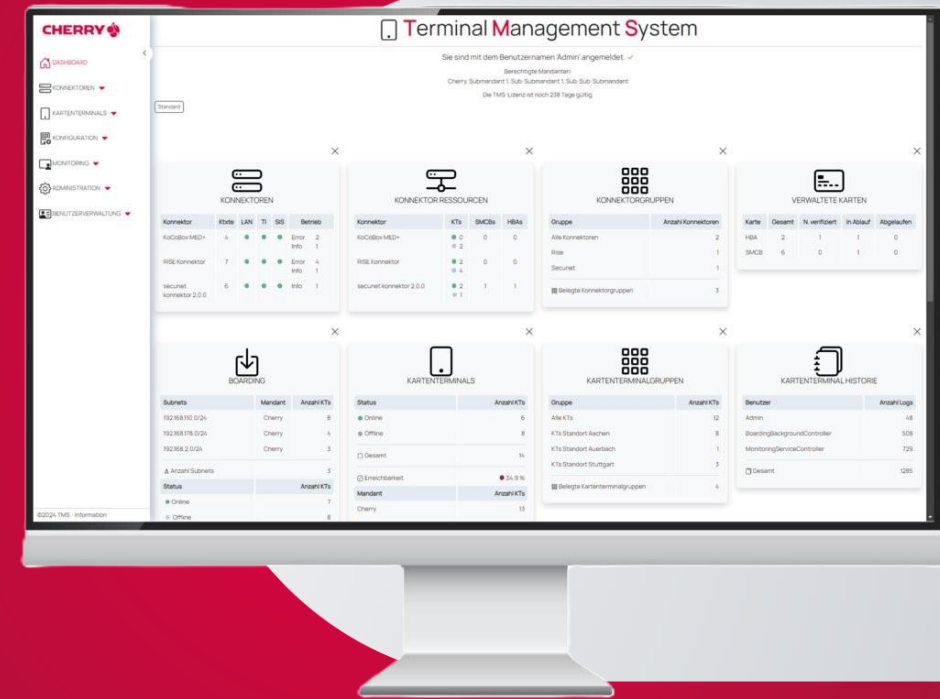 CHERRY
Terminal Management System
Sie sind mit dem Benutzernamen 'Admin' angemeldet.
Berechtigte Mandanten:
Cherry, Submandant 1, Sub-Submandant 1, Sub-Sub-Submandant
Die TMS-Lizenz ist noch 238 Tage gültig.
Standard
DASHBOARD
KONNEKTOREN
KARTENTERMINALS
KONFIGURATION
MONITORING
ADMINISTRATION
BENUTZERVERWALTUNG
KONNEKTOREN
Konnektor Ktxte LAN TI SIS Betrieb
KoCoBox MED+ 4 Error 2
Info 1
RISE Konnektor 7 Error 4
Info 1
secunet 6 Info 1
konnektor 2.0.0
KONNEKTOR RESSOURCEN
Konnektor KTs SMCBs HBAs
KoCoBox MED+ 0 0 0
2
RISE Konnektor 2 0 0
4
secunet konnektor 2.0.0 2 1 1
1
KONNEKTORGRUPPEN
Gruppe Anzahl Konnektoren
Alle Konnektoren 2
Rise 1
Secunet 1
Belegte Konnektorgruppen 3
VERWALTETE KARTEN
Karte Gesamt N. verifiziert In Ablauf Abgelaufen
HBA 2 1 1 0
SMCB 6 0 1 0
BOARDING
Subnets Mandant Anzahl KTs
192.168.110.0/24 Cherry 8
192.168.178.0/24 Cherry 4
192.168.2.0/24 Cherry 3
Anzahl Subnets 3
Status Anzahl KTs
Online 7
Offline 8
KARTENTERMINALS
Status Anzahl KTs
Online 6
Offline 8
Gesamt 14
Erreichbarkeit 34,8 %
Mandant Anzahl KTs
Cherry 13
KARTENTERMINALGRUPPEN
Gruppe Anzahl KTs
Alle KTs 12
KTs Standort Aachen 8
KTs Standort Auerbach 1
KTs Standort Stuttgart 3
Belegte Kartenterminalgruppen 4
KARTENTERMINAL HISTORIE
Benutzer Anzahl Logs
Admin 48
BoardingBackgroundController 508
MonitoringServiceController 729
Gesamt 1285
©2024 TMS - Information